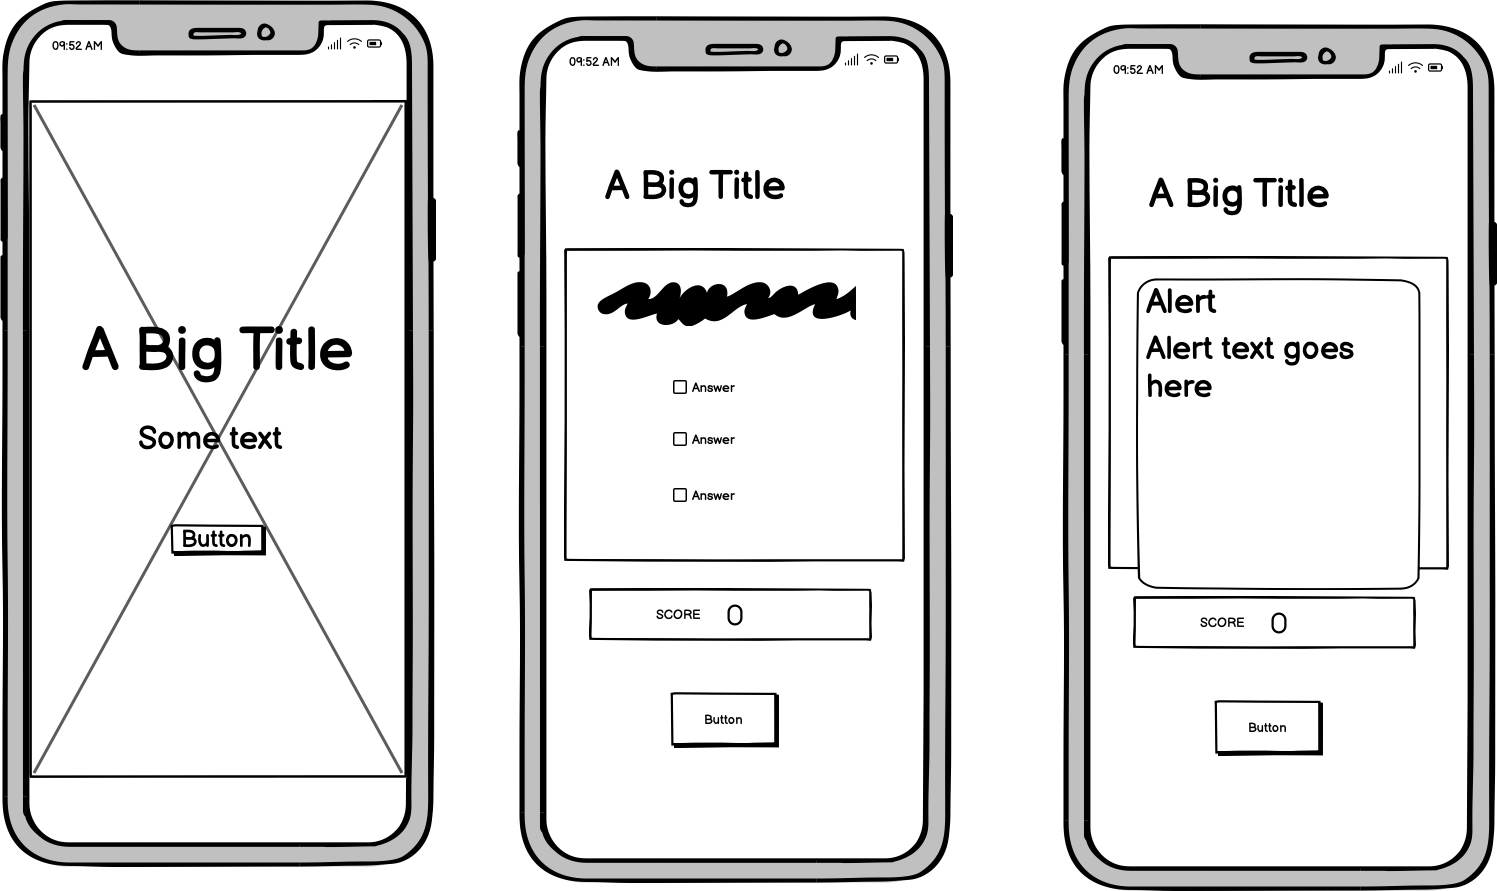 09:52 AM
A Big Title
Some text
Button
09:52 AM
A Big Title
Answer
Answer
Answer
SCORE 0
Button
09:52 AM
A Big Title
Alert
Alert text goes
here
SCORE 0
Button